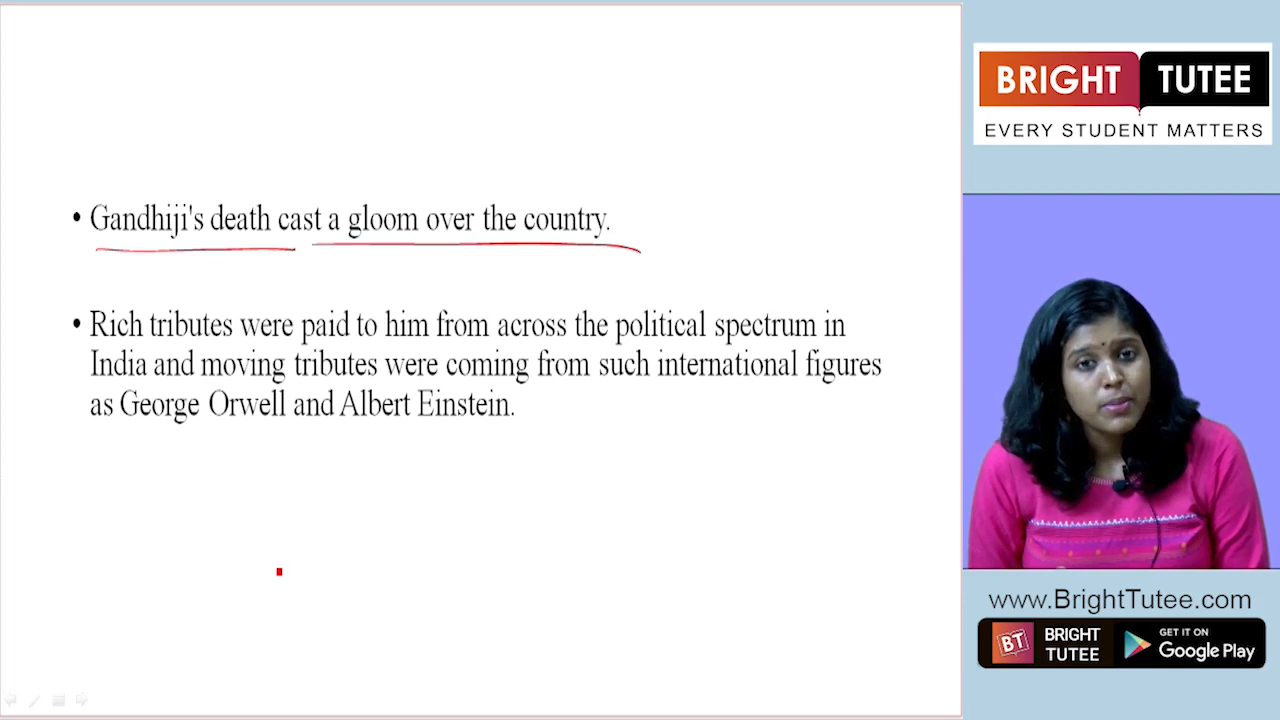 • Gandhiji's death cast a gloom over the country.
• Rich tributes were paid to him from across the political spectrum in
India and moving tributes were coming from such international figures
as George Orwell and Albert Einstein.
BRIGHT TUTEE
EVERY STUDENT MATTERS
www.BrightTutee.com
BT
BRIGHT
TUTEE
GET IT ON
Google Play